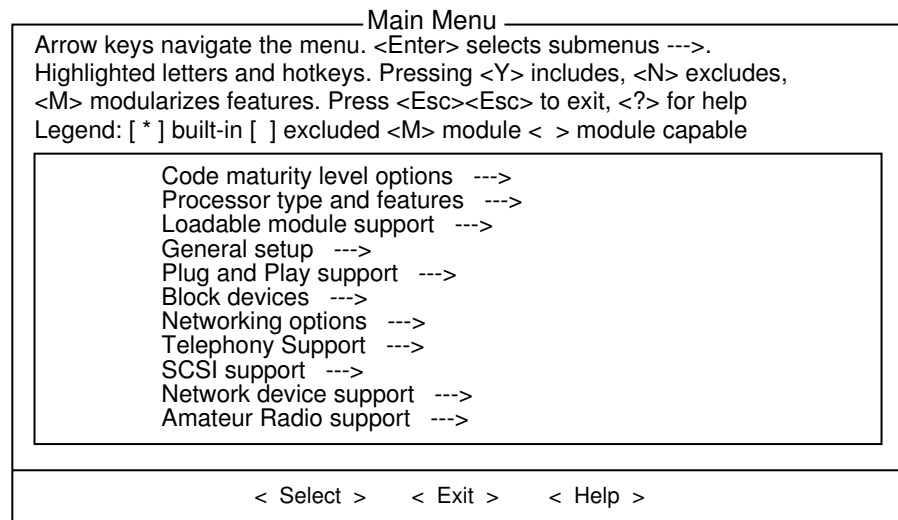 Main Menu
Arrow keys navigate the menu. <Enter> selects submenus --->.
Highlighted letters and hotkeys. Pressing <Y> includes, <N> excludes,
<M> modularizes features. Press <Esc><Esc> to exit, <?> for help
Legend: [ * ] built-in [  ] excluded <M> module <  > module capable
Code maturity level options  --->
Processor type and features  --->
Loadable module support  --->
General setup  --->
Plug and Play support  --->
Block devices  --->
Networking options  --->
Telephony Support  --->
SCSI support  --->
Network device support  --->
Amateur Radio support  --->
< Select >    < Exit >    < Help >